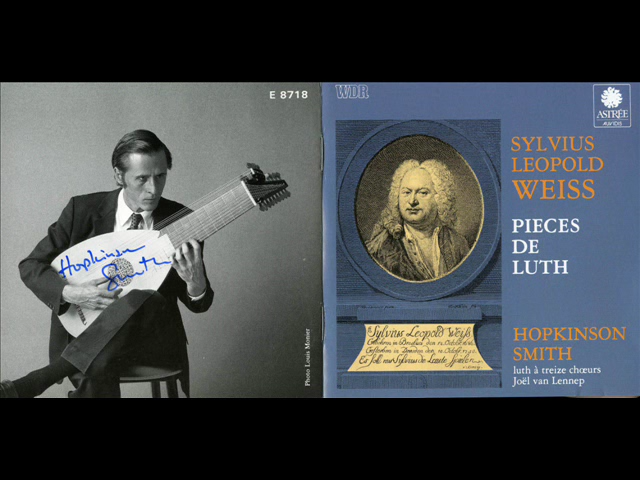 E 8718
Hopkinson
Smith
Photo Louis Monier
WDR
ASTRÉE
AUVIDIS
SYLVIUS
LEOPOLD
WEISS
PIECES
DE
LUTH
Sylvius Leopold Weiß
HOPKINSON
SMITH
luth à treize chœurs
Joël van Lennep